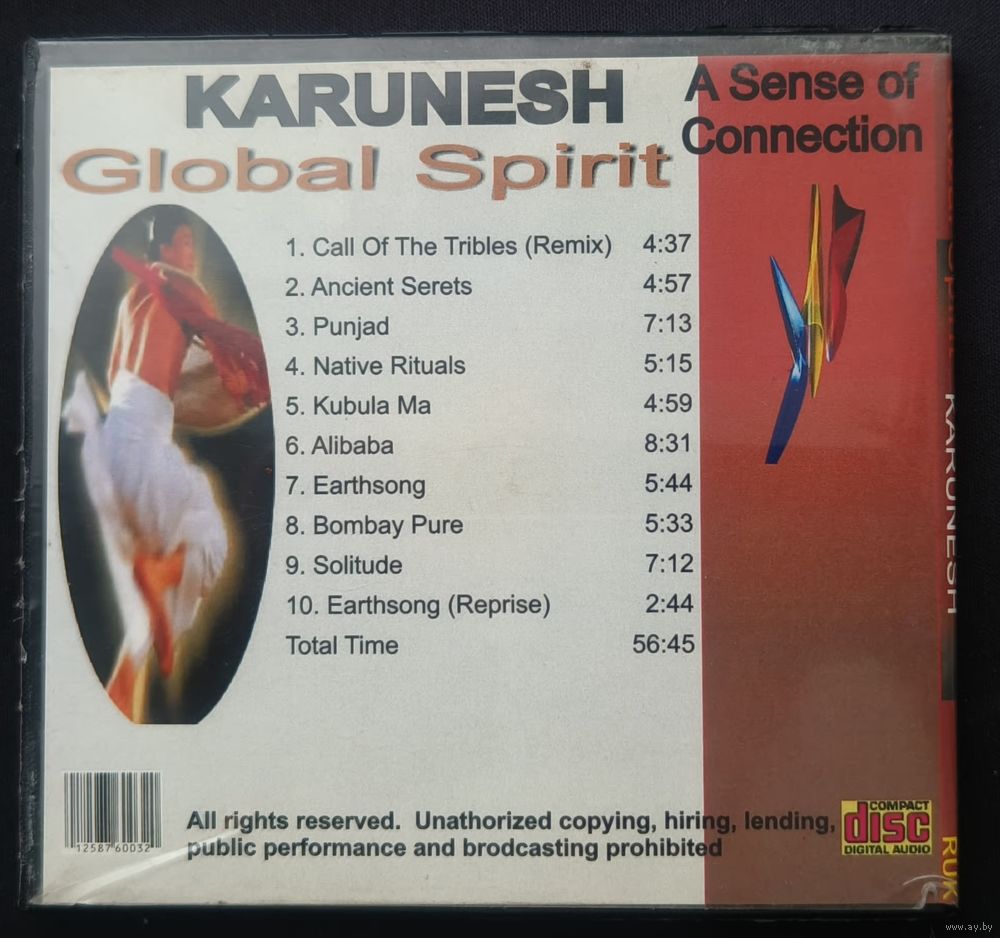 KARUNESH
A Sense of
Connection
Global Spirit
1. Call Of The Tribles (Remix) 4:37
2. Ancient Serets 4:57
3. Punjad 7:13
4. Native Rituals 5:15
5. Kubula Ma 4:59
6. Alibaba 8:31
7. Earthsong 5:44
8. Bombay Pure 5:33
9. Solitude 7:12
10. Earthsong (Reprise) 2:44
Total Time 56:45
12587 60032
All rights reserved. Unathorized copying, hiring, lending,
public performance and brodcasting prohibited
COMPACT
disc
DIGITAL AUDIO
KARUNESH
RUK
www.ay.by